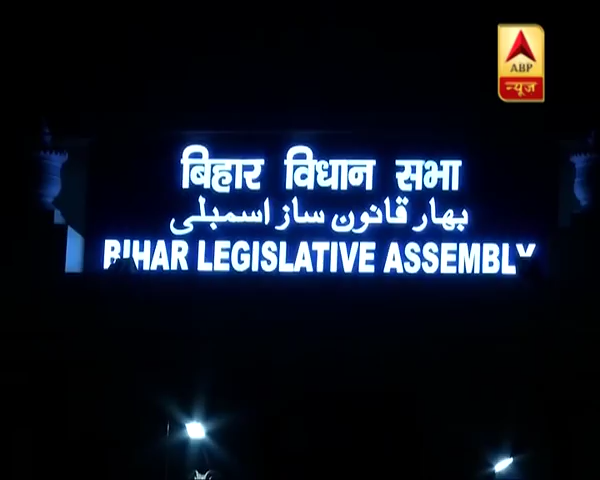 ABP
न्यूज़
बिहार विधान सभा
بہار قانون ساز اسمبلی
BIHAR LEGISLATIVE ASSEMBLY